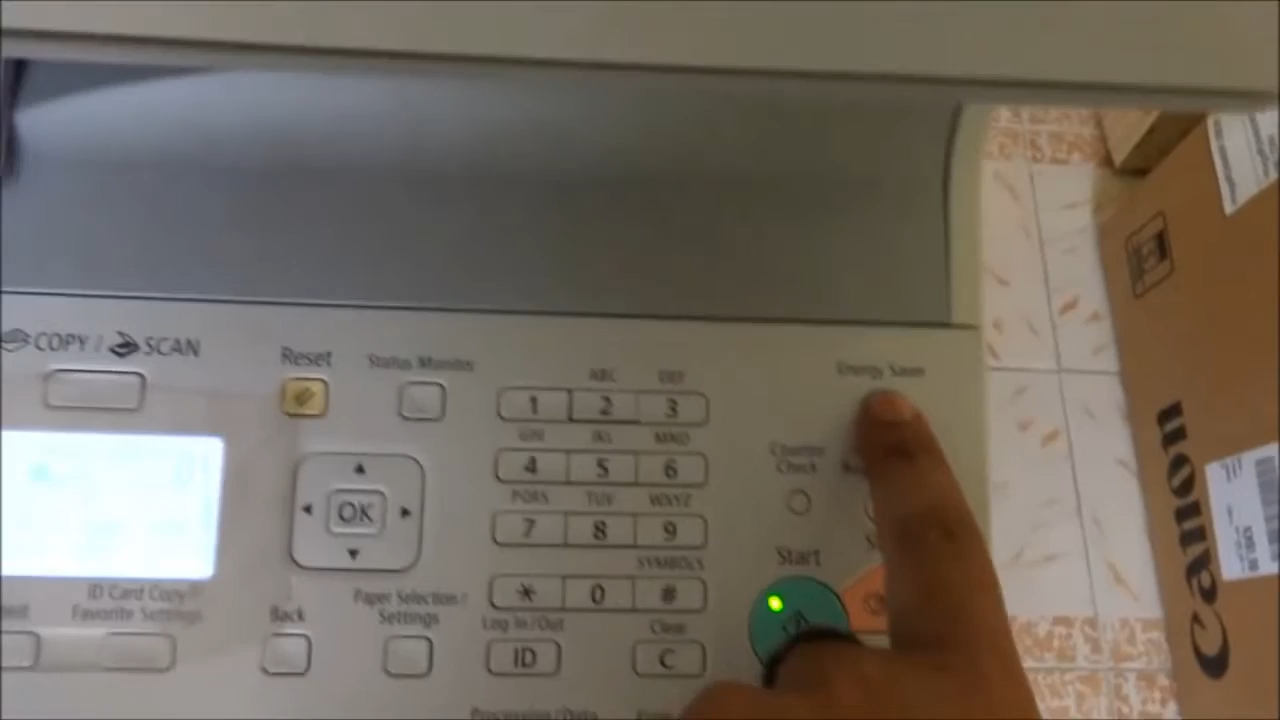 COPY / SCAN
Reset
Status Monitor
Energy Saver
ABC
DEF
1
2
3
GHI
JKL
MNO
4
5
6
Counter
Check
PQRS
TUV
WXYZ
7
8
9
OK
SYMBOLS
*
0
#
Start
ID Card Copy
Favorite Settings
Back
Paper Selection /
Settings
Log In/Out
ID
Clear
C
Processing/Data
Canon